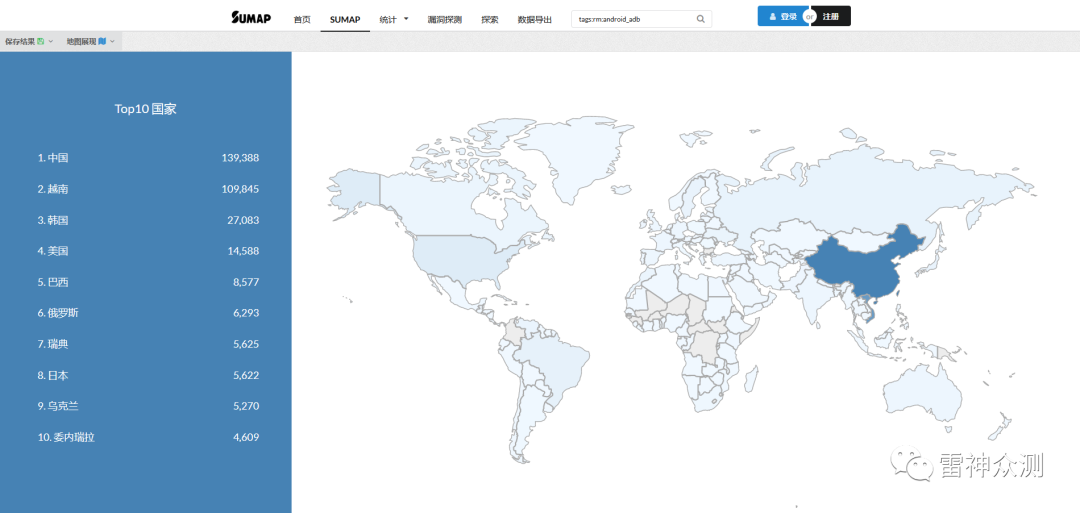 SUMAP 首页 SUMAP 统计 漏洞探测 探索 数据导出 tags:rm:android_adb 登录 or 注册
保存结果 地图展现
Top10 国家
1. 中国 139,388
2. 越南 109,845
3. 韩国 27,083
4. 美国 14,588
5. 巴西 8,577
6. 俄罗斯 6,293
7. 瑞典 5,625
8. 日本 5,622
9. 乌克兰 5,270
10. 委内瑞拉 4,609
雷神众测